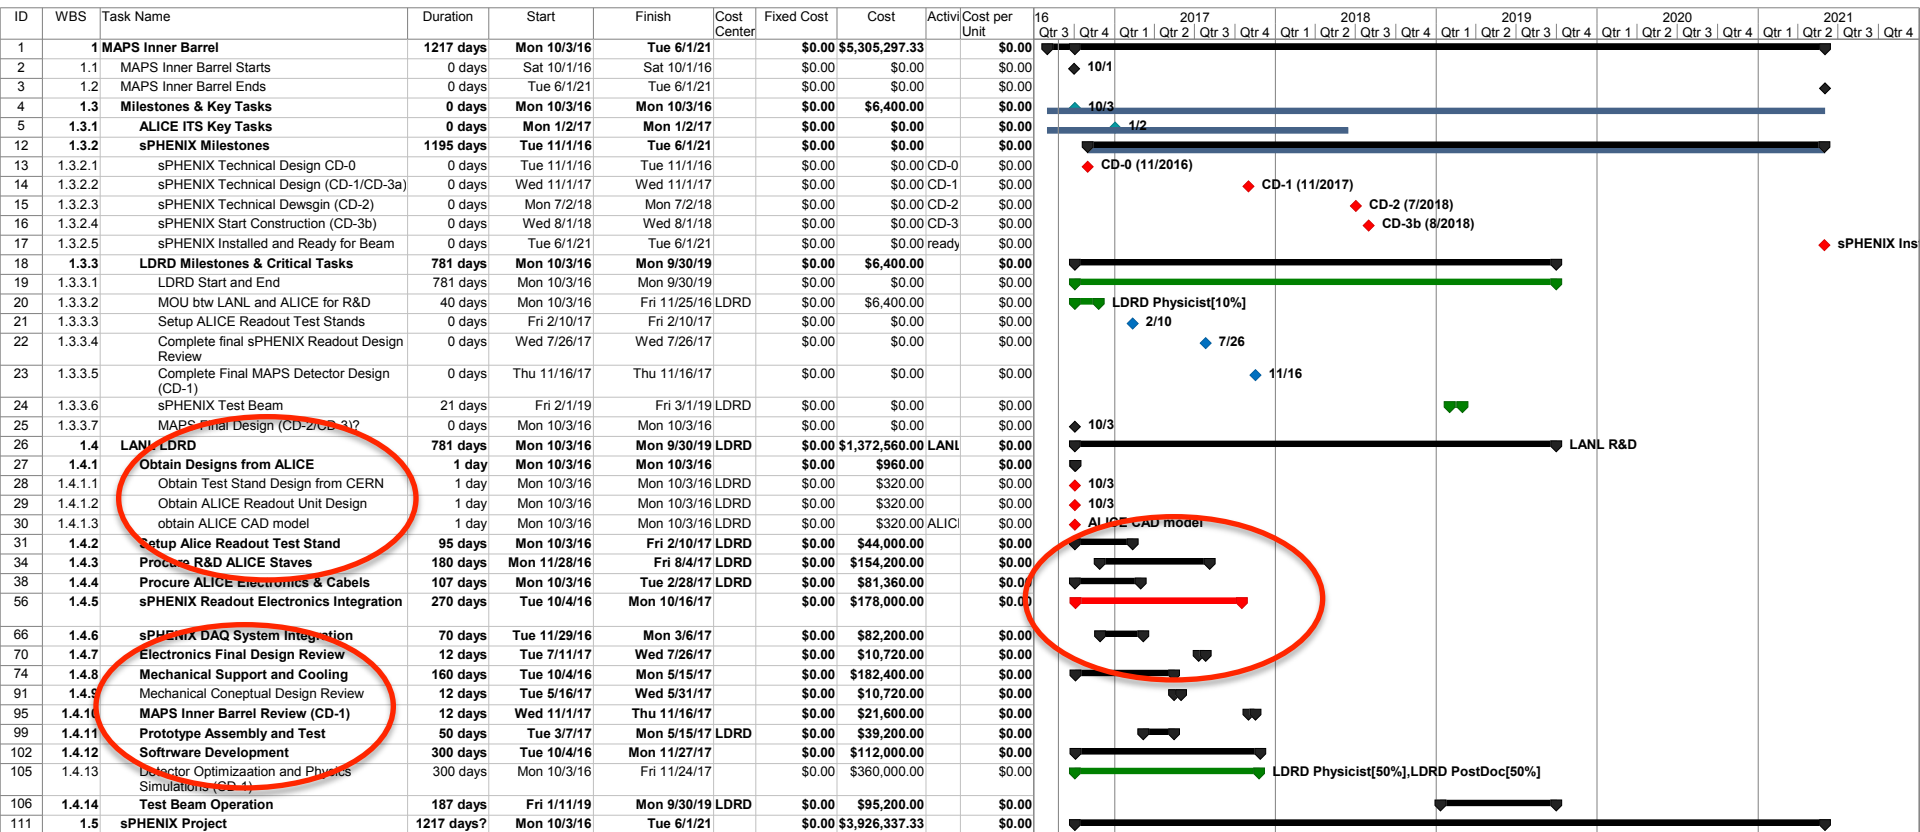 ID WBS Task Name Duration Start Finish Cost Fixed Cost Cost Activi Cost per 16 2017 2018 2019 2020 2021
Center Unit Qtr 3 Qtr 4 Qtr 1 Qtr 2 Qtr 3 Qtr 4 Qtr 1 Qtr 2 Qtr 3 Qtr 4 Qtr 1 Qtr 2 Qtr 3 Qtr 4 Qtr 1 Qtr 2 Qtr 3 Qtr 4 Qtr 1 Qtr 2 Qtr 3 Qtr 4
1 1 MAPS Inner Barrel 1217 days Mon 10/3/16 Tue 6/1/21 $0.00 $5,305,297.33 $0.00
2 1.1 MAPS Inner Barrel Starts 0 days Sat 10/1/16 Sat 10/1/16 $0.00 $0.00 $0.00 10/1
3 1.2 MAPS Inner Barrel Ends 0 days Tue 6/1/21 Tue 6/1/21 $0.00 $0.00 $0.00
4 1.3 Milestones & Key Tasks 0 days Mon 10/3/16 Mon 10/3/16 $0.00 $6,400.00 $0.00 10/3
5 1.3.1 ALICE ITS Key Tasks 0 days Mon 1/2/17 Mon 1/2/17 $0.00 $0.00 $0.00 1/2
12 1.3.2 sPHENIX Milestones 1195 days Tue 11/1/16 Tue 6/1/21 $0.00 $0.00 $0.00
13 1.3.2.1 sPHENIX Technical Design CD-0 0 days Tue 11/1/16 Tue 11/1/16 $0.00 $0.00 CD-0 $0.00 CD-0 (11/2016)
14 1.3.2.2 sPHENIX Technical Design (CD-1/CD-3a) 0 days Wed 11/1/17 Wed 11/1/17 $0.00 $0.00 CD-1 $0.00 CD-1 (11/2017)
15 1.3.2.3 sPHENIX Technical Dewsgin (CD-2) 0 days Mon 7/2/18 Mon 7/2/18 $0.00 $0.00 CD-2 $0.00 CD-2 (7/2018)
16 1.3.2.4 sPHENIX Start Construction (CD-3b) 0 days Wed 8/1/18 Wed 8/1/18 $0.00 $0.00 CD-3 $0.00 CD-3b (8/2018)
17 1.3.2.5 sPHENIX Installed and Ready for Beam 0 days Tue 6/1/21 Tue 6/1/21 $0.00 $0.00 ready $0.00 sPHENIX Ins
18 1.3.3 LDRD Milestones & Critical Tasks 781 days Mon 10/3/16 Mon 9/30/19 $0.00 $6,400.00 $0.00
19 1.3.3.1 LDRD Start and End 781 days Mon 10/3/16 Mon 9/30/19 $0.00 $0.00 $0.00
20 1.3.3.2 MOU btw LANL and ALICE for R&D 40 days Mon 10/3/16 Fri 11/25/16 LDRD $0.00 $6,400.00 $0.00 LDRD Physicist[10%]
21 1.3.3.3 Setup ALICE Readout Test Stands 0 days Fri 2/10/17 Fri 2/10/17 $0.00 $0.00 $0.00 2/10
22 1.3.3.4 Complete final sPHENIX Readout Design 0 days Wed 7/26/17 Wed 7/26/17 $0.00 $0.00 $0.00 7/26
Review
23 1.3.3.5 Complete Final MAPS Detector Design 0 days Thu 11/16/17 Thu 11/16/17 $0.00 $0.00 $0.00 11/16
(CD-1)
24 1.3.3.6 sPHENIX Test Beam 21 days Fri 2/1/19 Fri 3/1/19 LDRD $0.00 $0.00 $0.00
25 1.3.3.7 MAPS Final Design (CD-2/CD-3)? 0 days Mon 10/3/16 Mon 10/3/16 $0.00 $0.00 $0.00 10/3
26 1.4 LANL LDRD 781 days Mon 10/3/16 Mon 9/30/19 LDRD $0.00 $1,372,560.00 LANL $0.00 LANL R&D
27 1.4.1 Obtain Designs from ALICE 1 day Mon 10/3/16 Mon 10/3/16 $0.00 $960.00 $0.00
28 1.4.1.1 Obtain Test Stand Design from CERN 1 day Mon 10/3/16 Mon 10/3/16 LDRD $0.00 $320.00 $0.00 10/3
29 1.4.1.2 Obtain ALICE Readout Unit Design 1 day Mon 10/3/16 Mon 10/3/16 LDRD $0.00 $320.00 $0.00 10/3
30 1.4.1.3 obtain ALICE CAD model 1 day Mon 10/3/16 Mon 10/3/16 LDRD $0.00 $320.00 ALICI $0.00 ALICE CAD model
31 1.4.2 Setup Alice Readout Test Stand 95 days Mon 10/3/16 Fri 2/10/17 LDRD $0.00 $44,000.00 $0.00
34 1.4.3 Procure R&D ALICE Staves 180 days Mon 11/28/16 Fri 8/4/17 LDRD $0.00 $154,200.00 $0.00
38 1.4.4 Procure ALICE Electronics & Cabels 107 days Mon 10/3/16 Tue 2/28/17 LDRD $0.00 $81,360.00 $0.00
56 1.4.5 sPHENIX Readout Electronics Integration 270 days Tue 10/4/16 Mon 10/16/17 $0.00 $178,000.00 $0.00
66 1.4.6 sPHENIX DAQ System Integration 70 days Tue 11/29/16 Mon 3/6/17 $0.00 $82,200.00 $0.00
70 1.4.7 Electronics Final Design Review 12 days Tue 7/11/17 Wed 7/26/17 $0.00 $10,720.00 $0.00
74 1.4.8 Mechanical Support and Cooling 160 days Tue 10/4/16 Mon 5/15/17 $0.00 $182,400.00 $0.00
91 1.4.9 Mechanical Coneptual Design Review 12 days Tue 5/16/17 Wed 5/31/17 $0.00 $10,720.00 $0.00
95 1.4.10 MAPS Inner Barrel Review (CD-1) 12 days Wed 11/1/17 Thu 11/16/17 $0.00 $21,600.00 $0.00
99 1.4.11 Prototype Assembly and Test 50 days Tue 3/7/17 Mon 5/15/17 LDRD $0.00 $39,200.00 $0.00
102 1.4.12 Softrware Development 300 days Tue 10/4/16 Mon 11/27/17 $0.00 $112,000.00 $0.00
105 1.4.13 Detector Optimizaation and Physics 300 days Mon 10/3/16 Fri 11/24/17 $0.00 $360,000.00 $0.00 LDRD Physicist[50%],LDRD PostDoc[50%]
Simulations (CD-1)
106 1.4.14 Test Beam Operation 187 days Fri 1/11/19 Mon 9/30/19 LDRD $0.00 $95,200.00 $0.00
111 1.5 sPHENIX Project 1217 days? Mon 10/3/16 Tue 6/1/21 $0.00 $3,926,337.33 $0.00